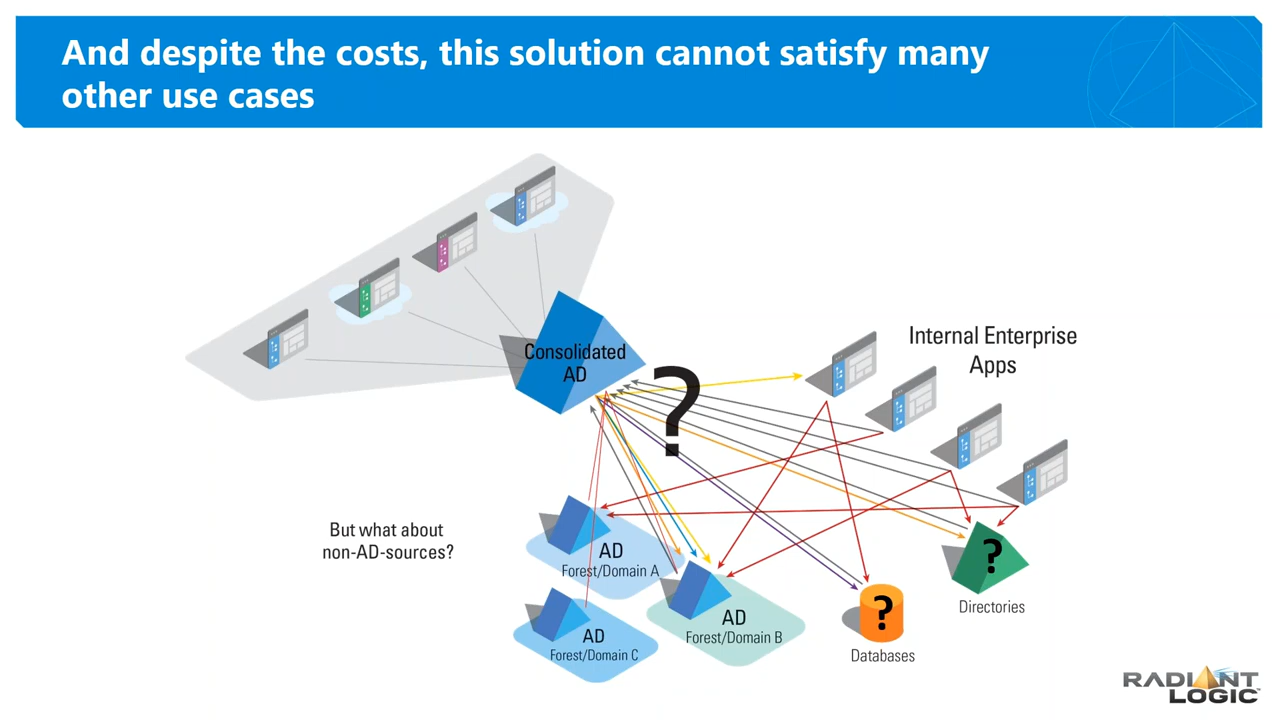 And despite the costs, this solution cannot satisfy many
other use cases
Consolidated
AD
?
Internal Enterprise
Apps
But what about
non-AD-sources?
AD
Forest/Domain A
AD
Forest/Domain B
AD
Forest/Domain C
?
Databases
?
Directories
RADIANT
LOGIC